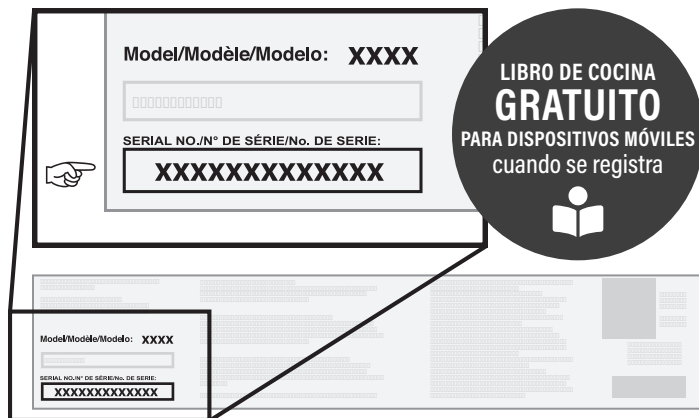 Model/Modèle/Modelo: XXXX
SERIAL NO./N° DE SÉRIE/No. DE SERIE:
XXXXXXXXXXXXX
LIBRO DE COCINA
GRATUITO
PARA DISPOSITIVOS MÓVILES
cuando se registra
Model/Modèle/Modelo: XXXX
SERIAL NO./N° DE SÉRIE/No. DE SERIE:
XXXXXXXXXXXXX